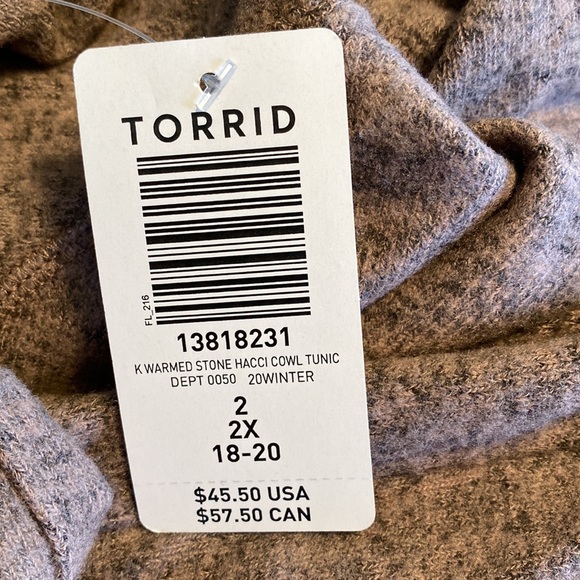 TORRID
FL_216
13818231
K WARMED STONE HACCI COWL TUNIC
DEPT 0050 20WINTER
2
2X
18-20
$45.50 USA
$57.50 CAN